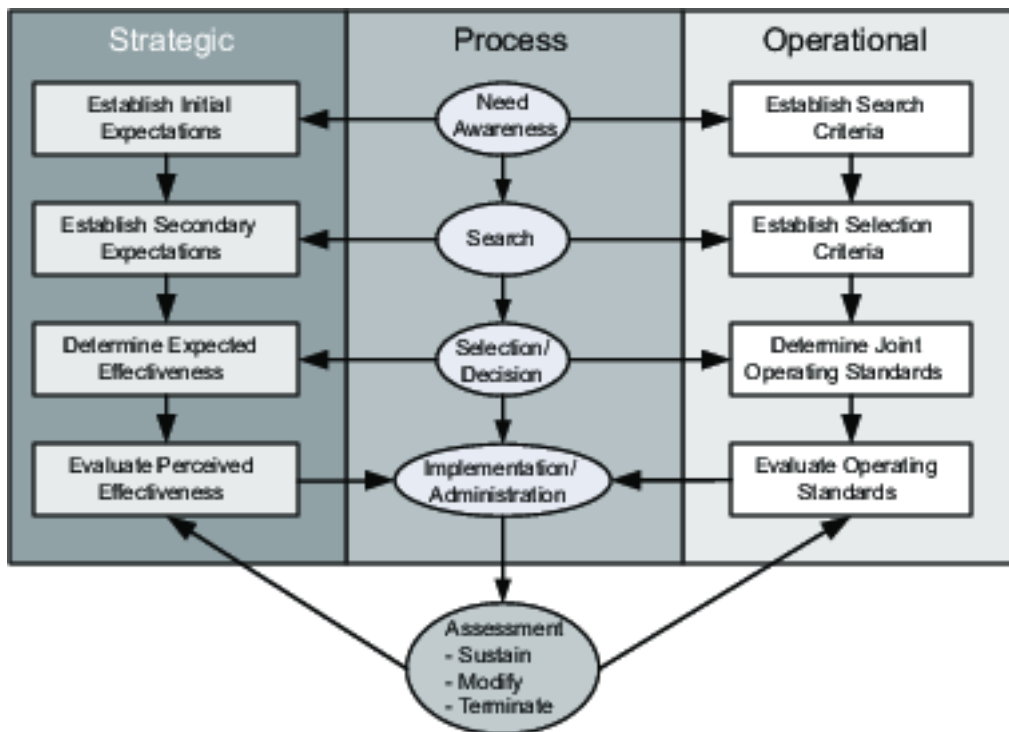 Strategic
Process
Operational
Establish Initial
Expectations
Need
Awareness
Establish Search
Criteria
Establish Secondary
Expectations
Search
Establish Selection
Criteria
Determine Expected
Effectiveness
Selection/
Decision
Determine Joint
Operating Standards
Evaluate Perceived
Effectiveness
Implementation/
Administration
Evaluate Operating
Standards
Assessment
- Sustain
- Modify
- Terminate